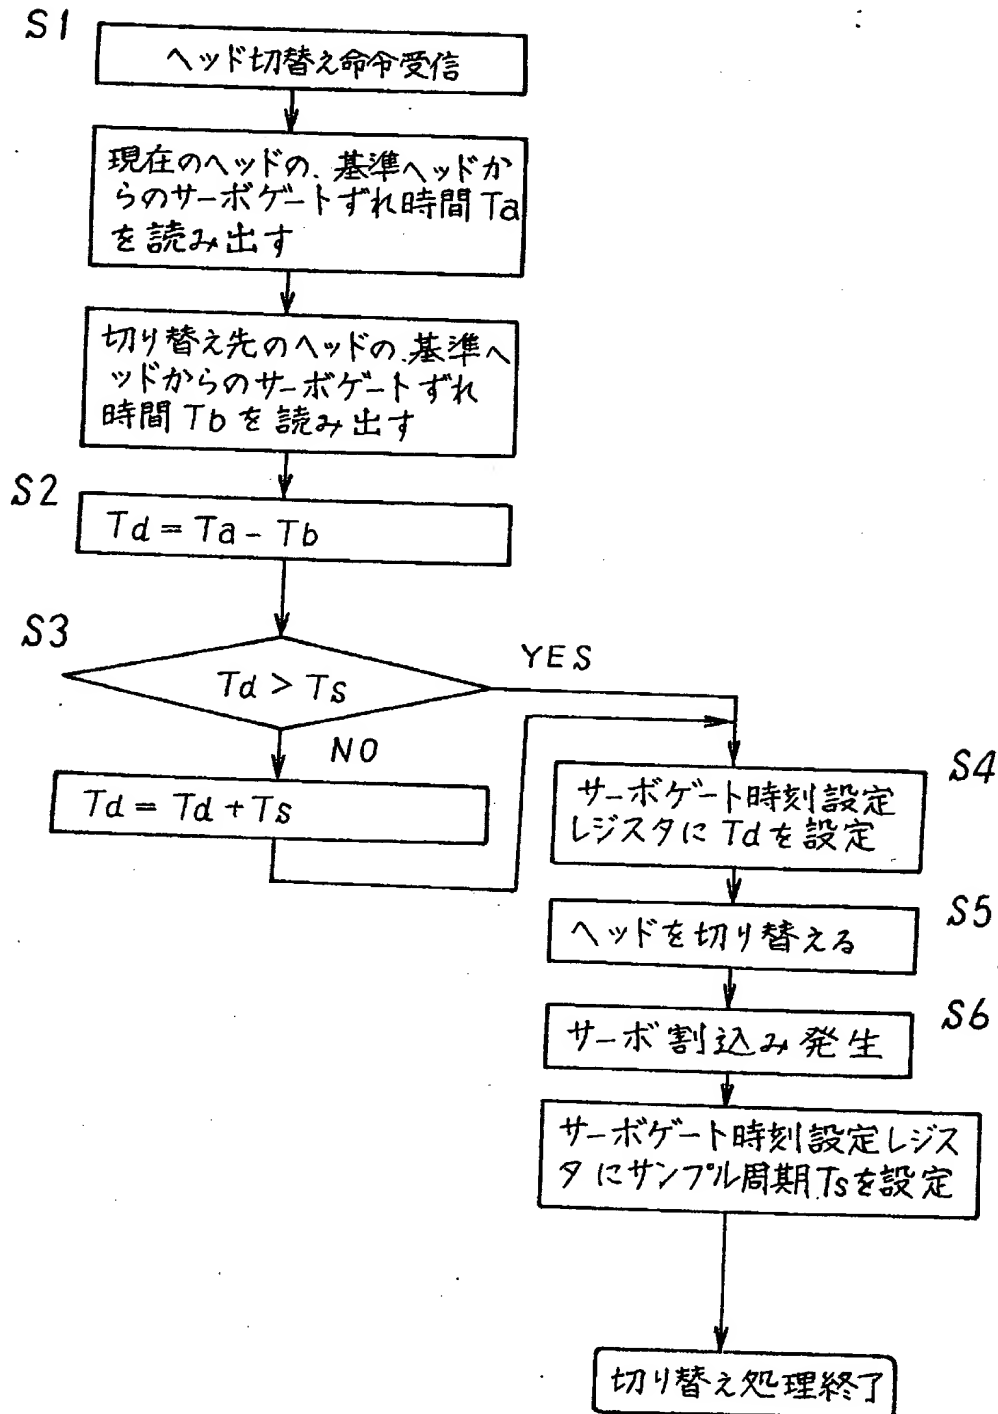 S1
ヘッド切替え命令受信
現在のヘッドの、基準ヘッドか
らのサーボゲートずれ時間Ta
を読み出す
切り替え先のヘッドの、基準ヘ
ッドからのサーボゲートずれ
時間Tbを読み出す
S2
Td=Ta-Tb
S3
Td>Ts
YES
NO
Td=Td+Ts
S4
サーボゲート時刻設定
レジスタにTdを設定
S5
ヘッドを切り替える
S6
サーボ割込み発生
サーボゲート時刻設定レジス
タにサンプル周期Tsを設定
切り替え処理終了